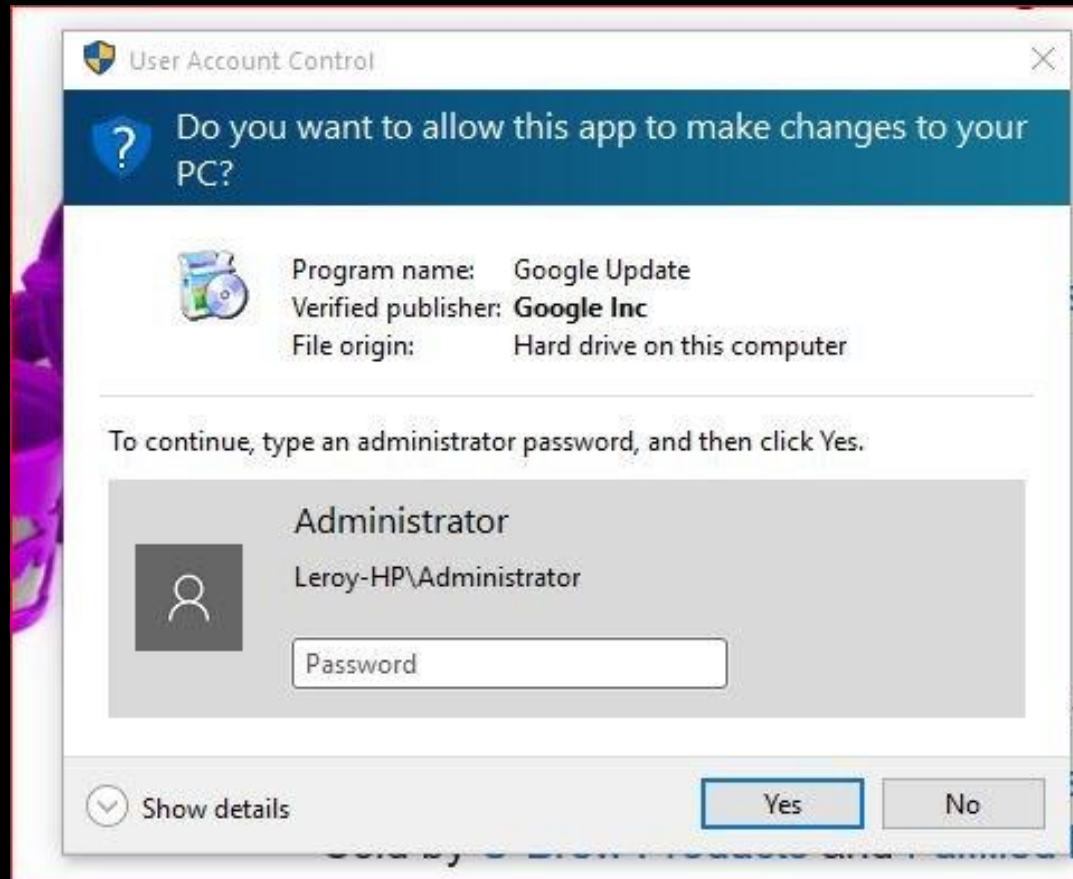 User Account Control
Do you want to allow this app to make changes to your
PC?
Program name: Google Update
Verified publisher: Google Inc
File origin: Hard drive on this computer
To continue, type an administrator password, and then click Yes.
Administrator
Leroy-HP\Administrator
Password
Show details
Yes
No